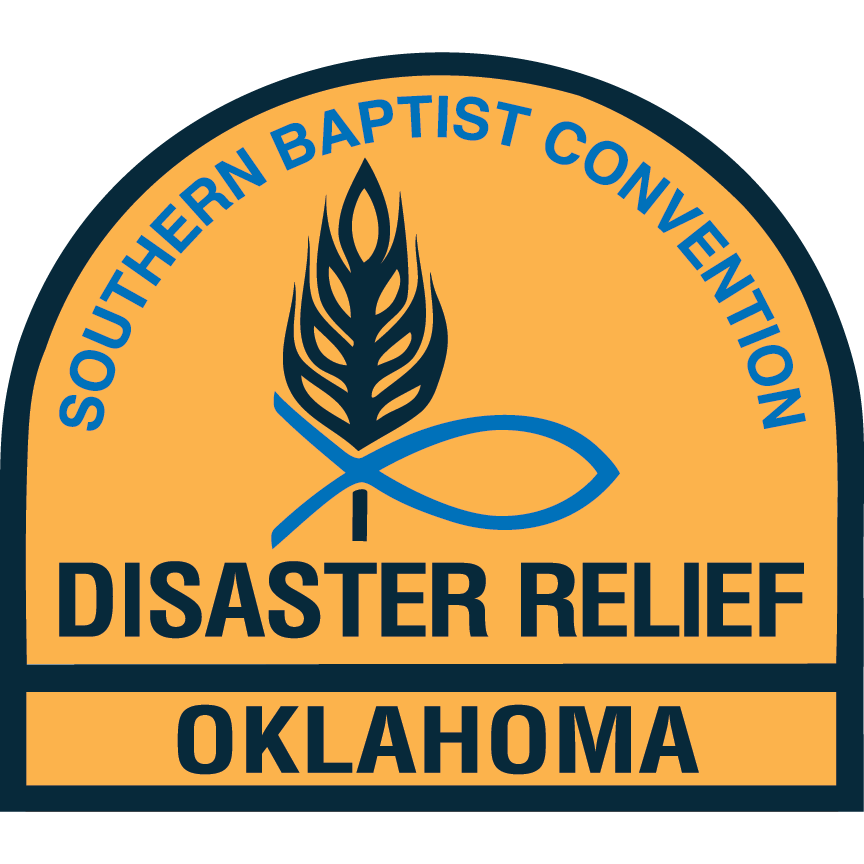 SOUTHERN BAPTIST CONVENTION
DISASTER RELIEF
OKLAHOMA